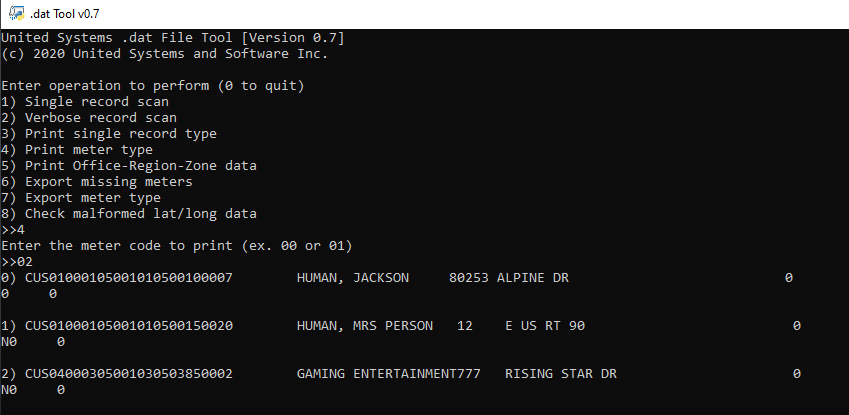 .dat Tool v0.7
United Systems .dat File Tool [Version 0.7]
(c) 2020 United Systems and Software Inc.
Enter operation to perform (0 to quit)
1) Single record scan
2) Verbose record scan
3) Print single record type
4) Print meter type
5) Print Office-Region-Zone data
6) Export missing meters
7) Export meter type
8) Check malformed lat/long data
>>4
Enter the meter code to print (ex. 00 or 01)
>>02
0) CUS01000105001010500100007        HUMAN, JACKSON     80253 ALPINE DR                           0
0     0
1) CUS01000105001010500150020        HUMAN, MRS PERSON   12    E US RT 90                          0
N0     0
2) CUS04000305001030503850002        GAMING ENTERTAINMENT777   RISING STAR DR                      0
N0     0